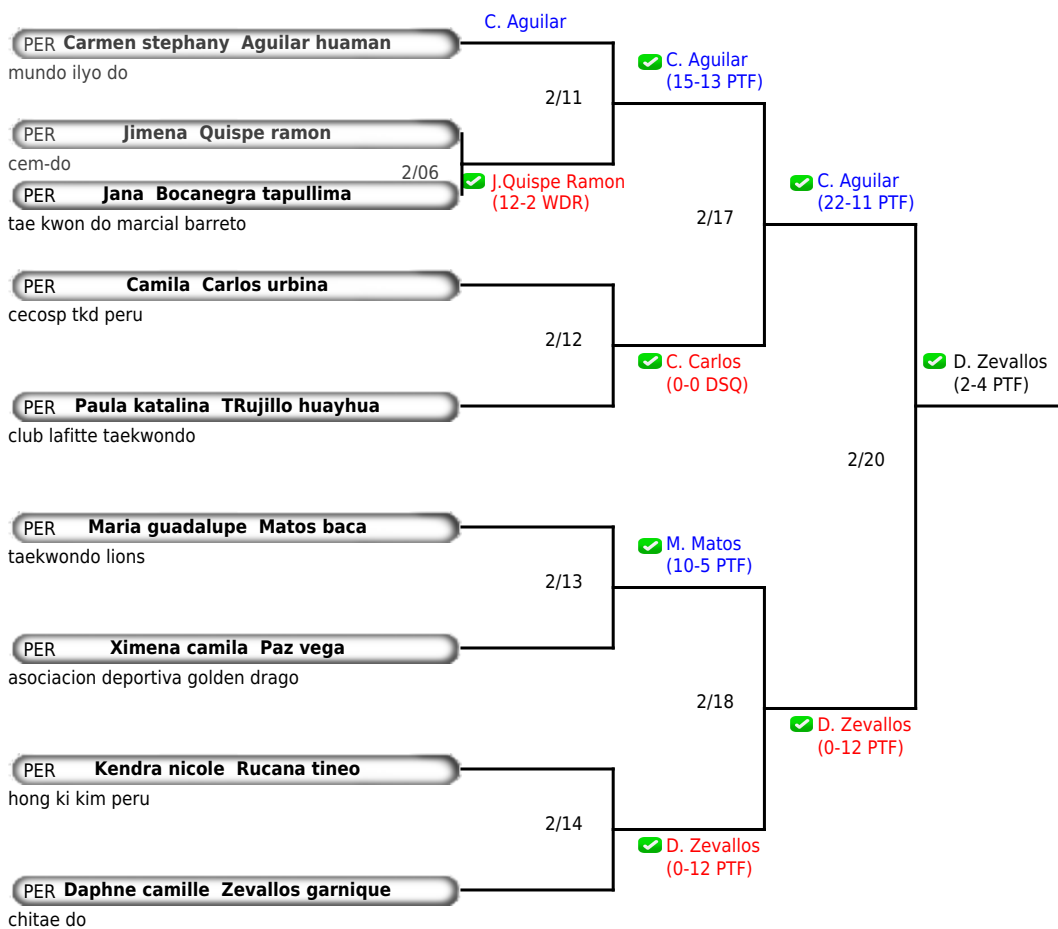 C. Aguilar
PER Carmen stephany  Aguilar huaman
mundo ilyo do
C. Aguilar
(15-13 PTF)
2/11
PER Jimena  Quispe ramon
cem-do
2/06
PER Jana  Bocanegra tapullima
tae kwon do marcial barreto
J.Quispe Ramon
(12-2 WDR)
C. Aguilar
(22-11 PTF)
2/17
PER Camila  Carlos urbina
cecosp tkd peru
2/12
C. Carlos
(0-0 DSQ)
D. Zevallos
(2-4 PTF)
PER Paula katalina  TRujillo huayhua
club lafitte taekwondo
2/20
PER Maria guadalupe  Matos baca
taekwondo lions
M. Matos
(10-5 PTF)
2/13
PER Ximena camila  Paz vega
asociacion deportiva golden drago
2/18
D. Zevallos
(0-12 PTF)
PER Kendra nicole  Rucana tineo
hong ki kim peru
2/14
D. Zevallos
(0-12 PTF)
PER Daphne camille  Zevallos garnique
chitae do